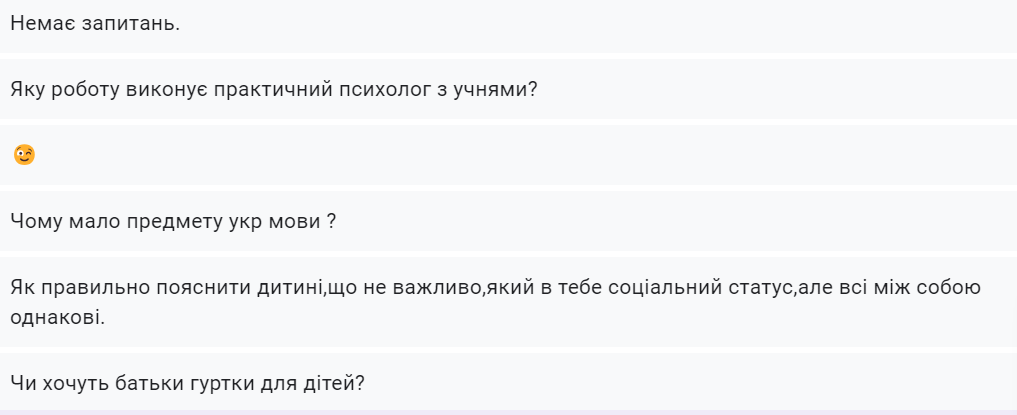 Немає запитань.
Яку роботу виконує практичний психолог з учнями?
😉
Чому мало предмету укр мови ?
Як правильно пояснити дитині,що не важливо,який в тебе соціальний статус,але всі між собою
однакові.
Чи хочуть батьки гуртки для дітей?